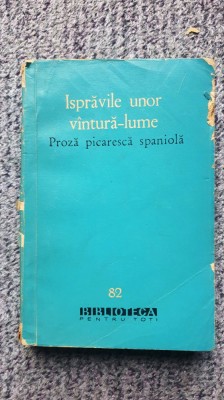 Isprăvile unor
vîntură-lume
Proză picarescă spaniolă
82
BIBLIOTECA
PENTRU TOȚI